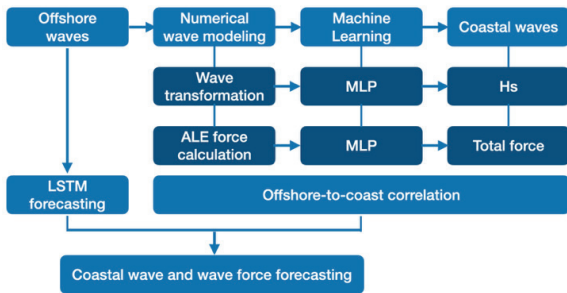 Offshore
waves
Numerical
wave modeling
Machine
Learning
Coastal waves
Wave
transformation
MLP
Hs
ALE force
calculation
MLP
Total force
LSTM
forecasting
Offshore-to-coast correlation
Coastal wave and wave force forecasting